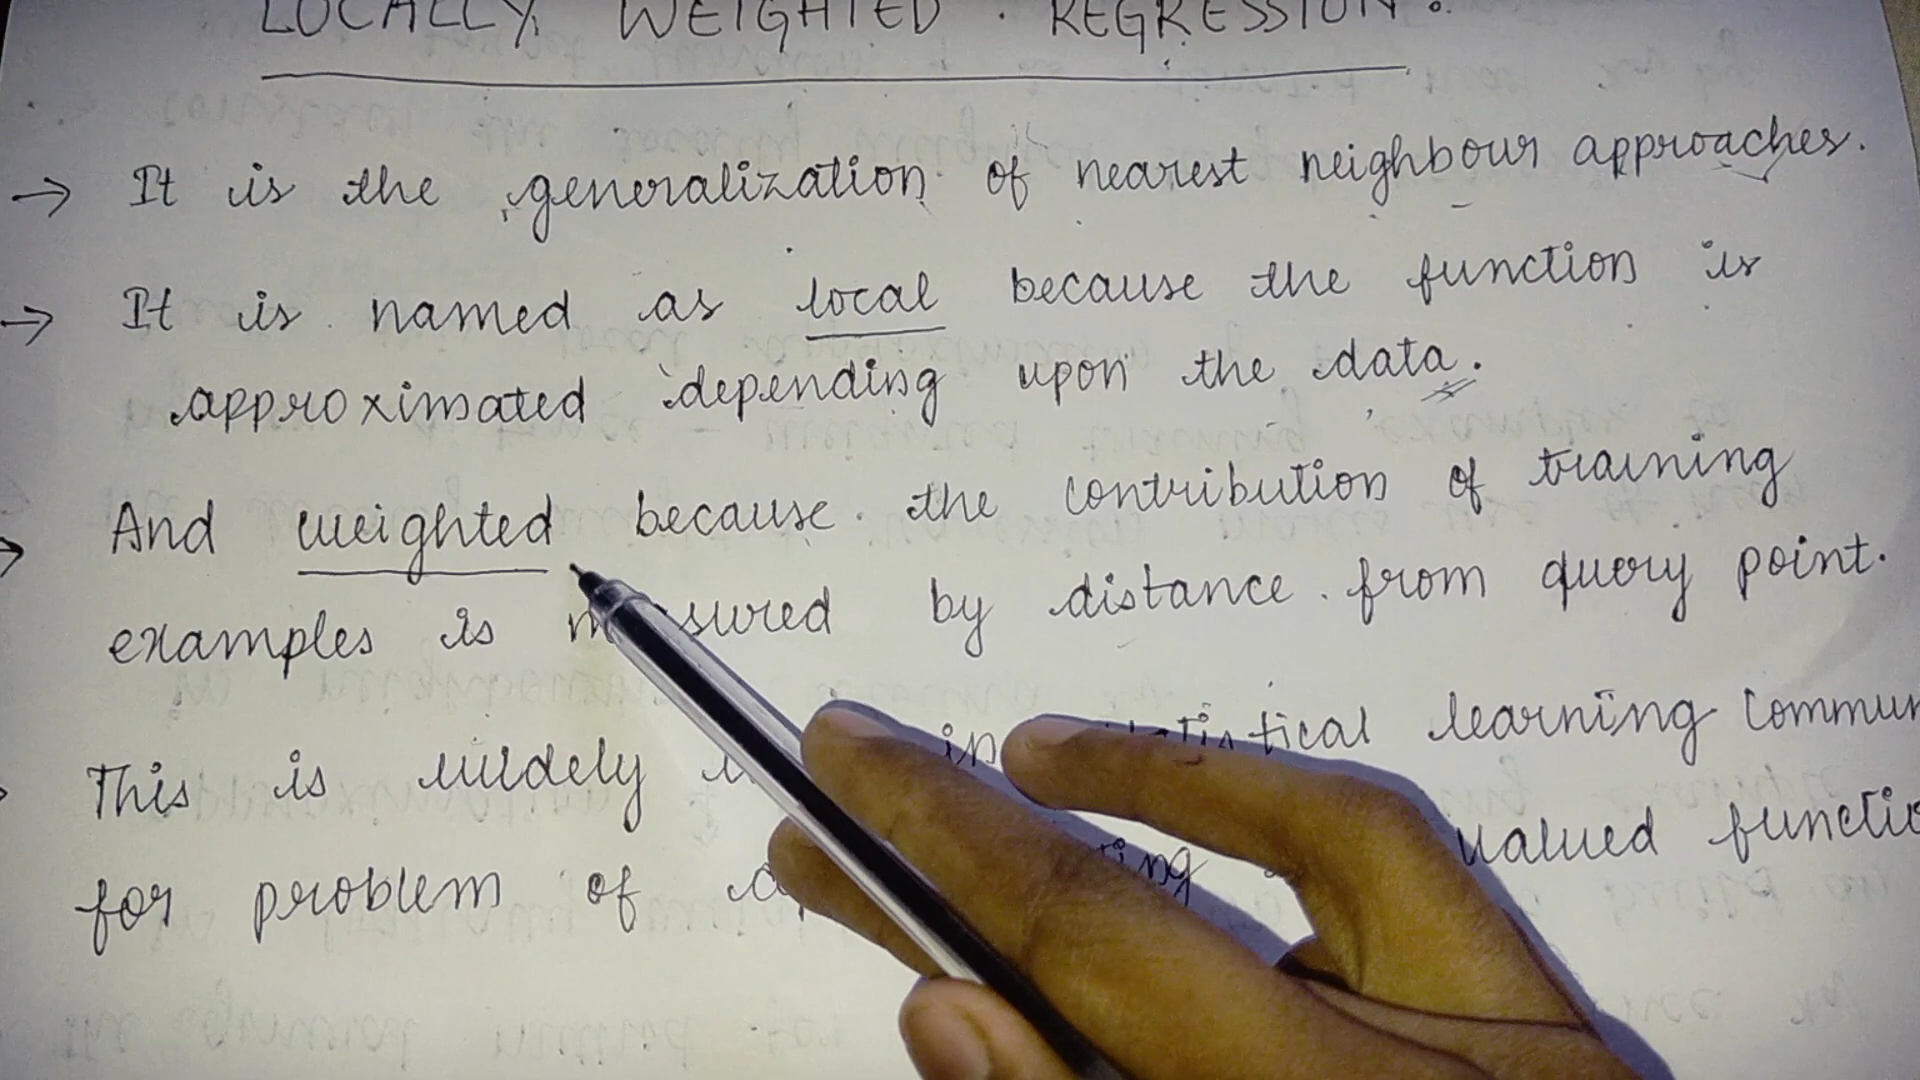 LOCALLY WEIGHTED REGRESSION:
→ It is the generalization of nearest neighbour approaches.
→ It is named as local because the function is
approximated depending upon the data.
→ And weighted because the contribution of training
examples is by distance from query point.
This is widely in learning
for problem of valued